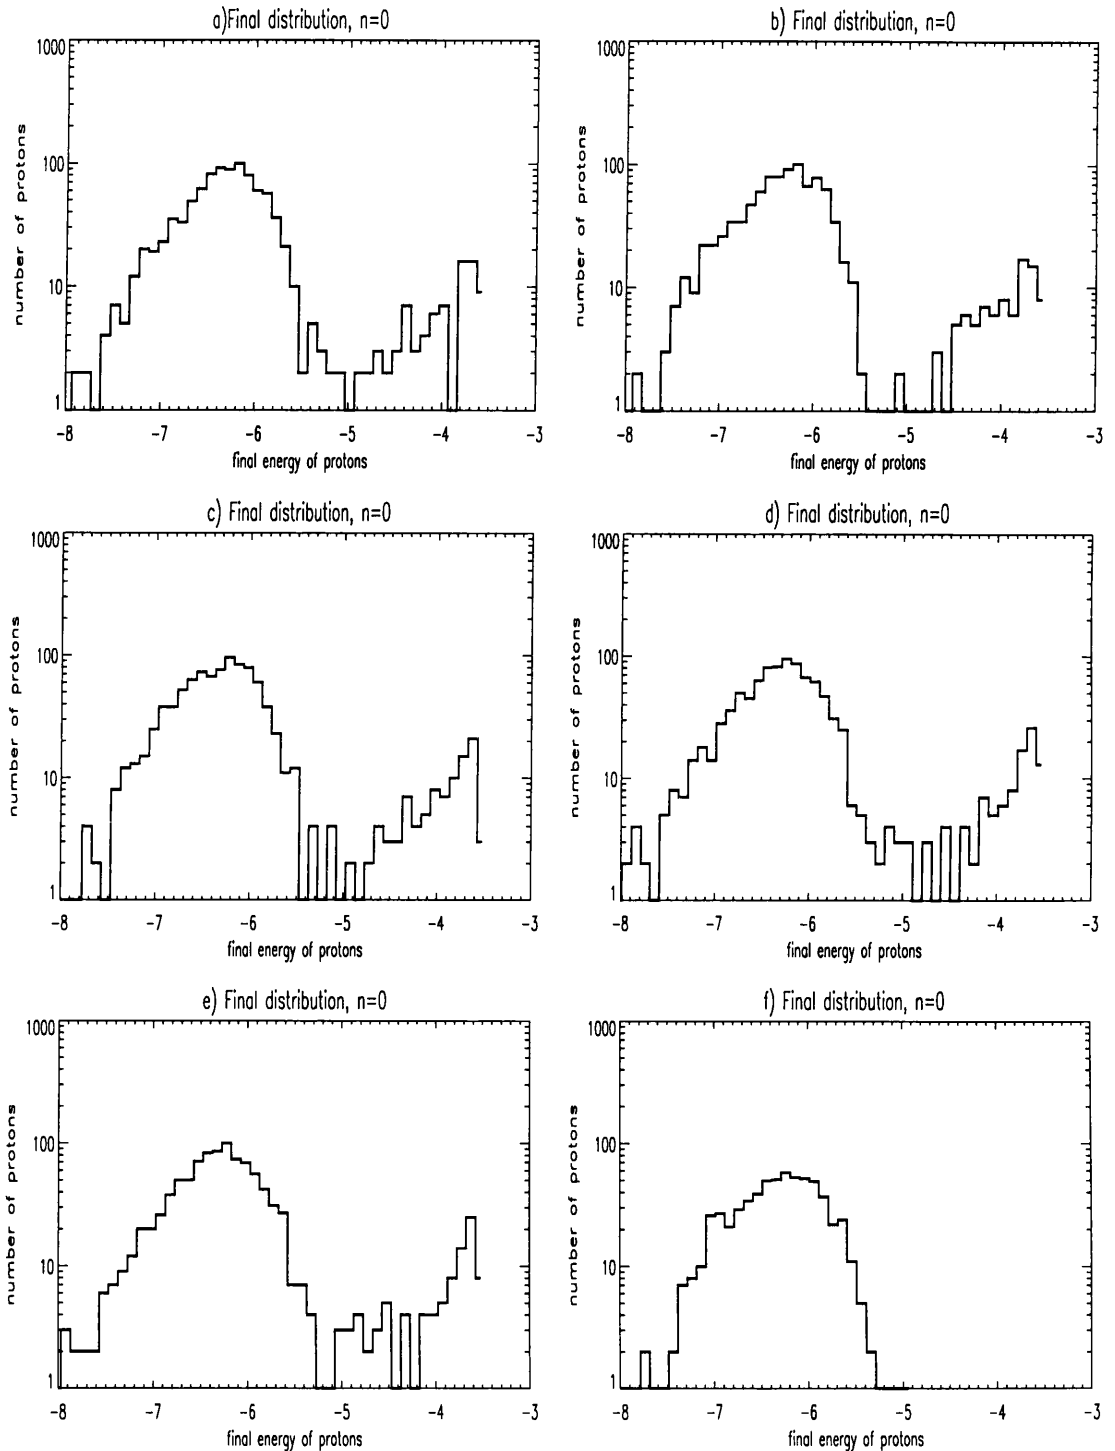 a)Final distribution, n=0
1000
100
10
1
number of protons
-8 -7 -6 -5 -4 -3
final energy of protons
b) Final distribution, n=0
1000
100
10
1
number of protons
-8 -7 -6 -5 -4 -3
final energy of protons
c) Final distribution, n=0
1000
100
10
1
number of protons
-8 -7 -6 -5 -4 -3
final energy of protons
d) Final distribution, n=0
1000
100
10
1
number of protons
-8 -7 -6 -5 -4 -3
final energy of protons
e) Final distribution, n=0
1000
100
10
1
number of protons
-8 -7 -6 -5 -4 -3
final energy of protons
f) Final distribution, n=0
1000
100
10
1
number of protons
-8 -7 -6 -5 -4 -3
final energy of protons